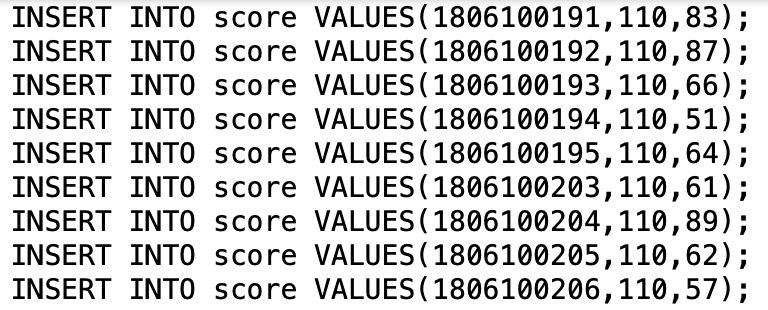 INSERT INTO score VALUES(1806100191,110,83);
INSERT INTO score VALUES(1806100192,110,87);
INSERT INTO score VALUES(1806100193,110,66);
INSERT INTO score VALUES(1806100194,110,51);
INSERT INTO score VALUES(1806100195,110,64);
INSERT INTO score VALUES(1806100203,110,61);
INSERT INTO score VALUES(1806100204,110,89);
INSERT INTO score VALUES(1806100205,110,62);
INSERT INTO score VALUES(1806100206,110,57);